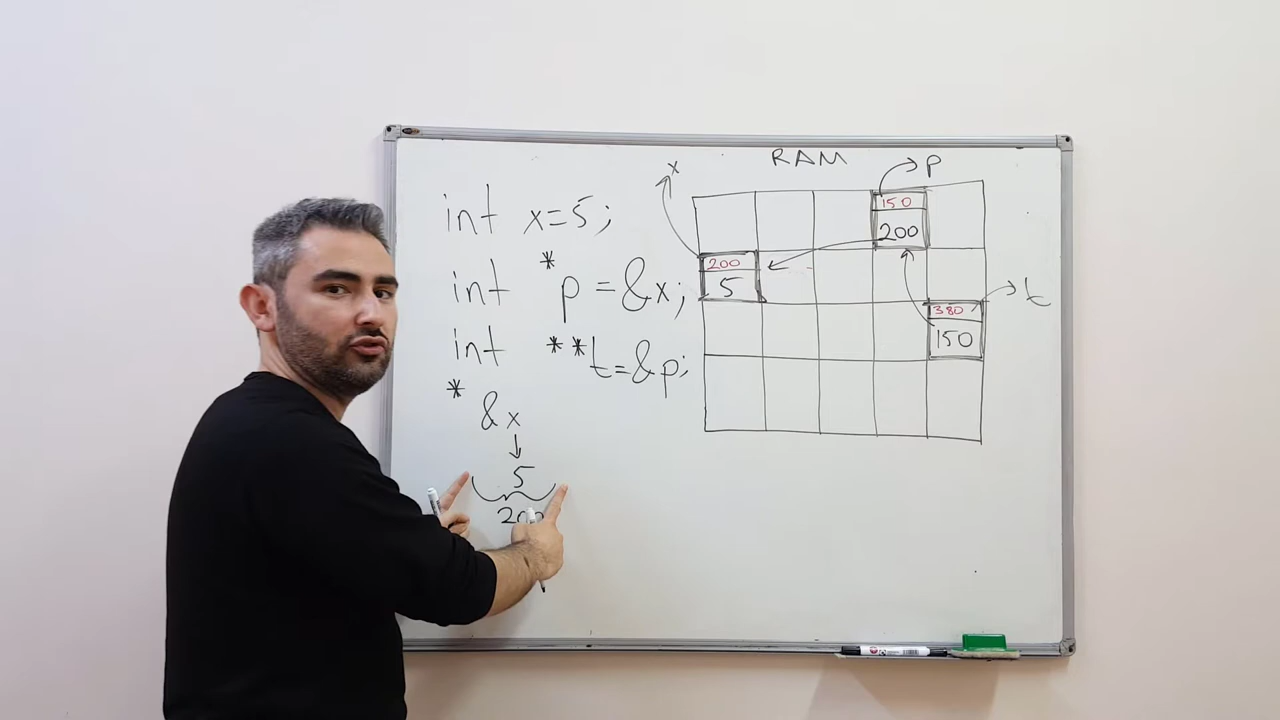 RAM
int x=5;
int *p = &x;
int **t=&p;
* &x
5
200
x
p
150
200
200
5
t
380
150